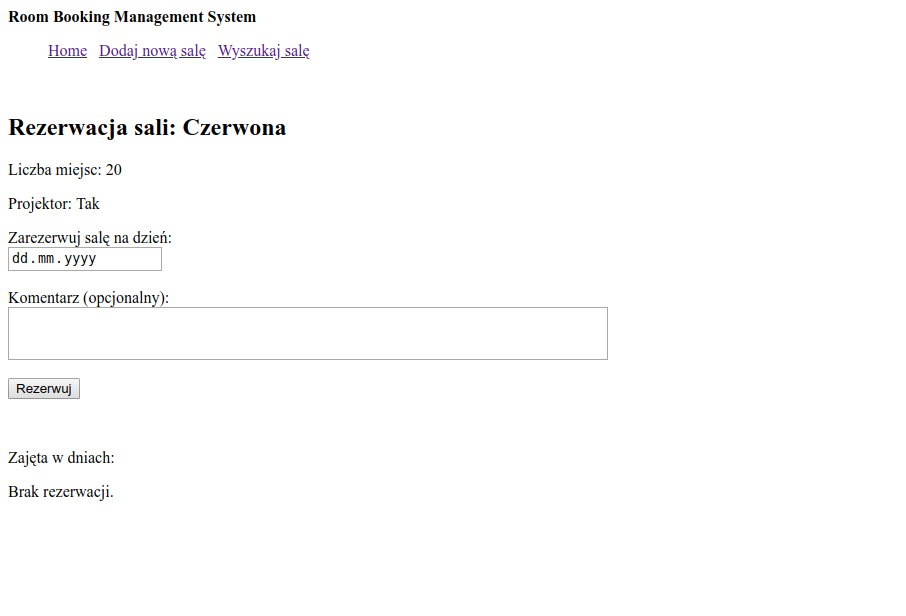 Room Booking Management System
Home Dodaj nową salę Wyszukaj salę
Rezerwacja sali: Czerwona
Liczba miejsc: 20
Projektor: Tak
Zarezerwuj salę na dzień:
dd.mm.yyyy
Komentarz (opcjonalny):
Rezerwuj
Zajęta w dniach:
Brak rezerwacji.